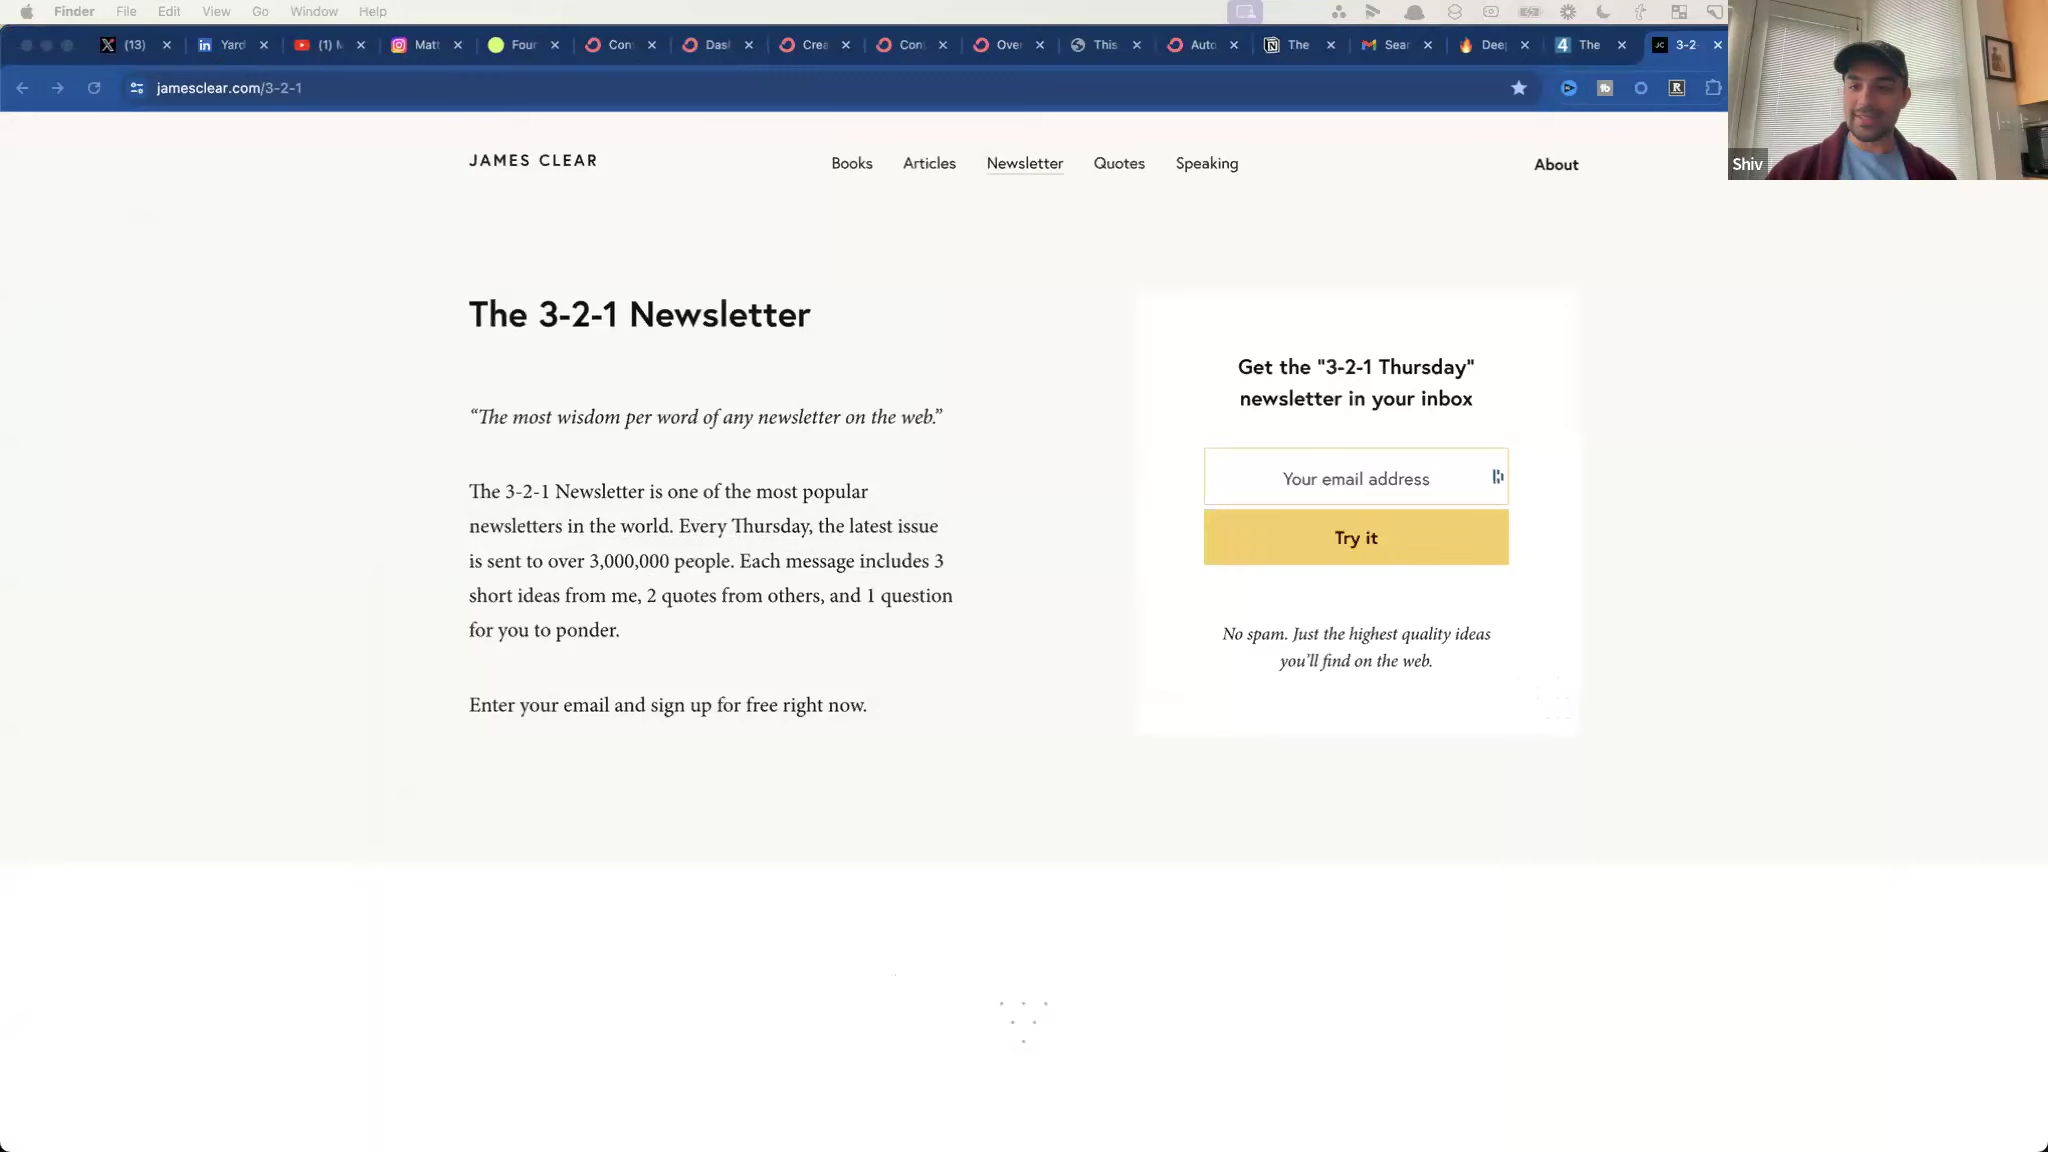 Finder File Edit View Go Window Help
(13) Yard (1) Matt Four Con Dash Crea Con Over This Auto The Sear Deep The 3-2-
jamesclear.com/3-2-1
Shiv
JAMES CLEAR
Books Articles Newsletter Quotes Speaking
About
The 3-2-1 Newsletter
“The most wisdom per word of any newsletter on the web.”
The 3-2-1 Newsletter is one of the most popular
newsletters in the world. Every Thursday, the latest issue
is sent to over 3,000,000 people. Each message includes 3
short ideas from me, 2 quotes from others, and 1 question
for you to ponder.
Enter your email and sign up for free right now.
Get the "3-2-1 Thursday"
newsletter in your inbox
Your email address
Try it
No spam. Just the highest quality ideas
you’ll find on the web.